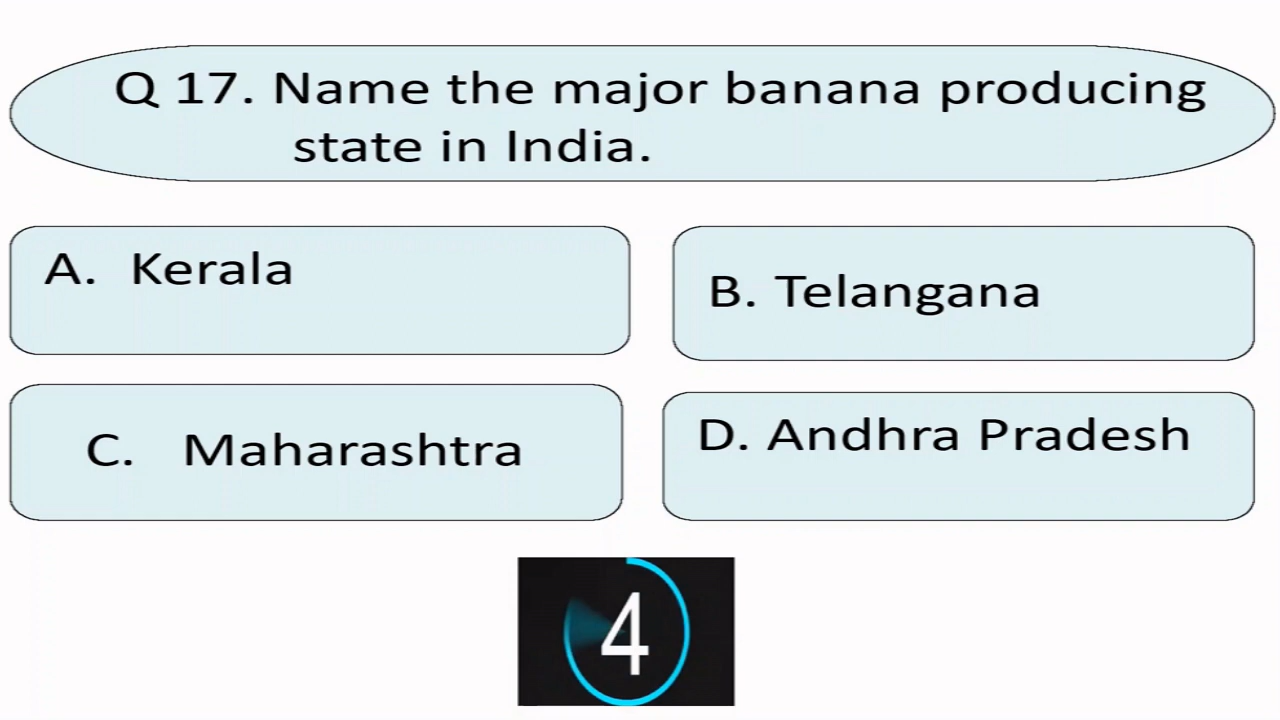 Q 17. Name the major banana producing
state in India.
A. Kerala
B. Telangana
C. Maharashtra
D. Andhra Pradesh
4